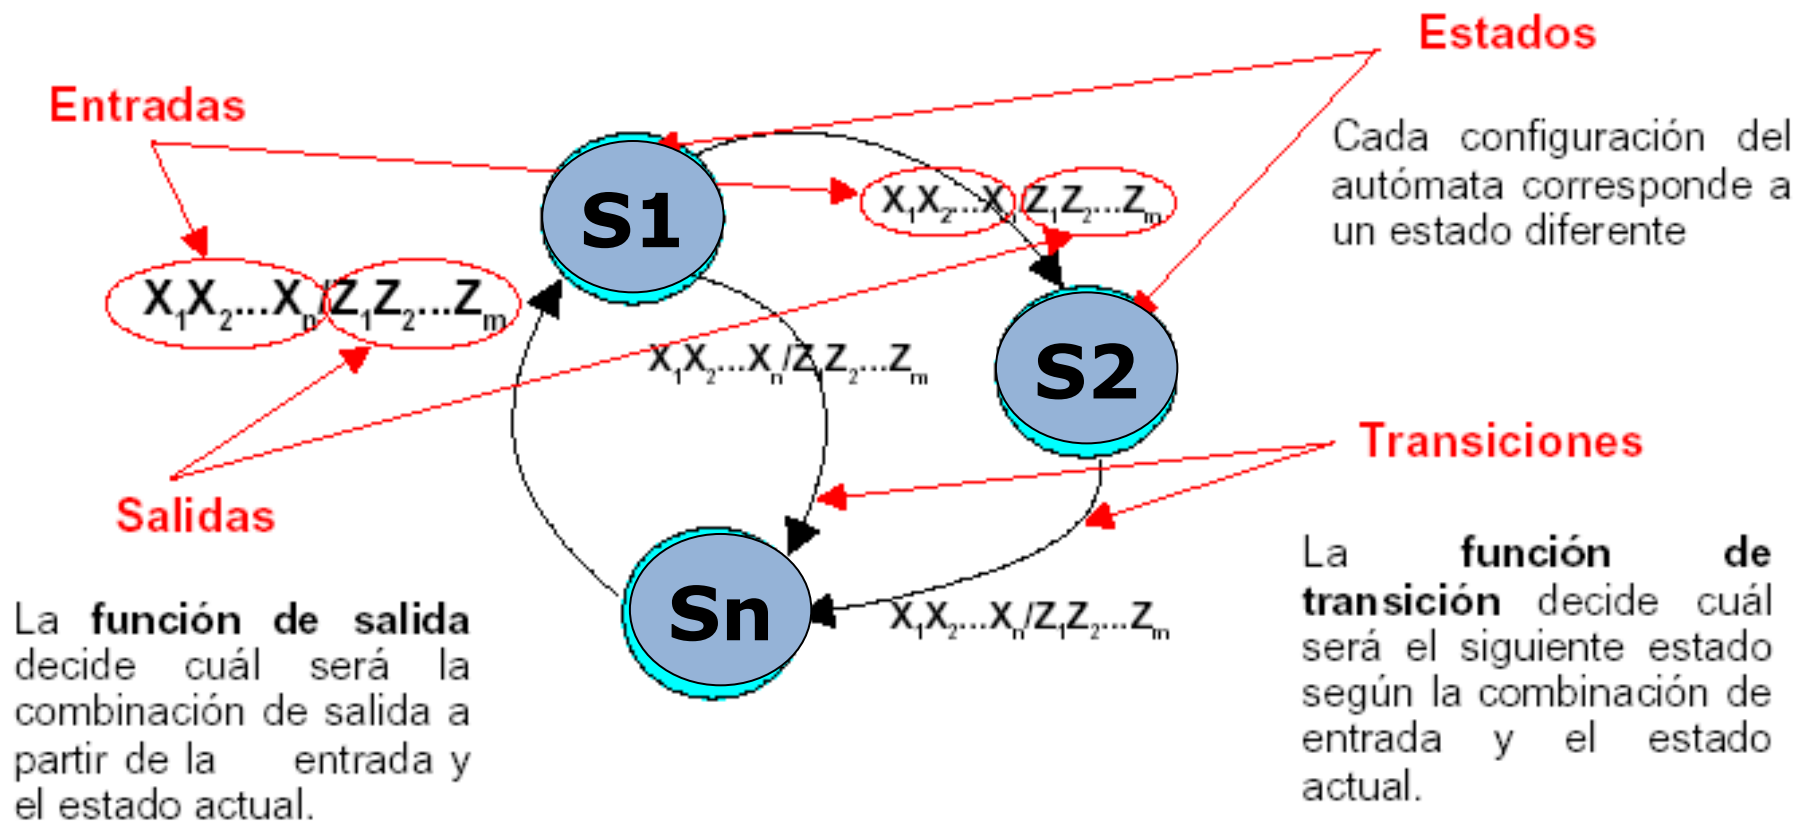 Estados
Entradas
Cada configuración del
autómata corresponde a
un estado diferente
S1
X₁X₂...Xₙ/Z₁Z₂...Zₘ
X₁X₂...Xₙ/Z₁Z₂...Zₘ
X₁X₂...Xₙ/Z₁Z₂...Zₘ
S2
Transiciones
Salidas
La función de
transición decide cuál
será el siguiente estado
según la combinación de
entrada y el estado
actual.
Sn
X₁X₂...Xₙ/Z₁Z₂...Zₘ
La función de salida
decide cuál será la
combinación de salida a
partir de la entrada y
el estado actual.